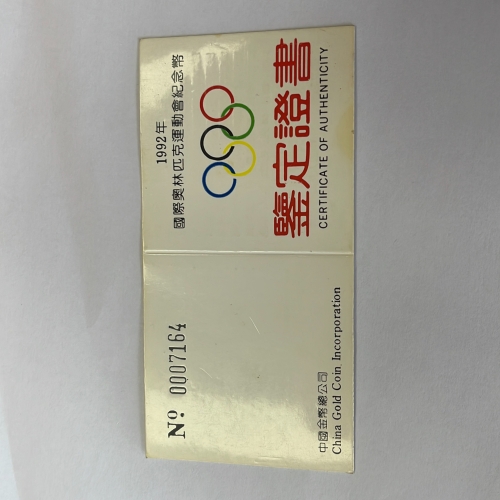 1992年
國際奧林匹克運動會紀念幣
鑒定證書
CERTIFICATE OF AUTHENTICITY
Nº 0007164
中國金幣總公司
China Gold Coin Incorporation